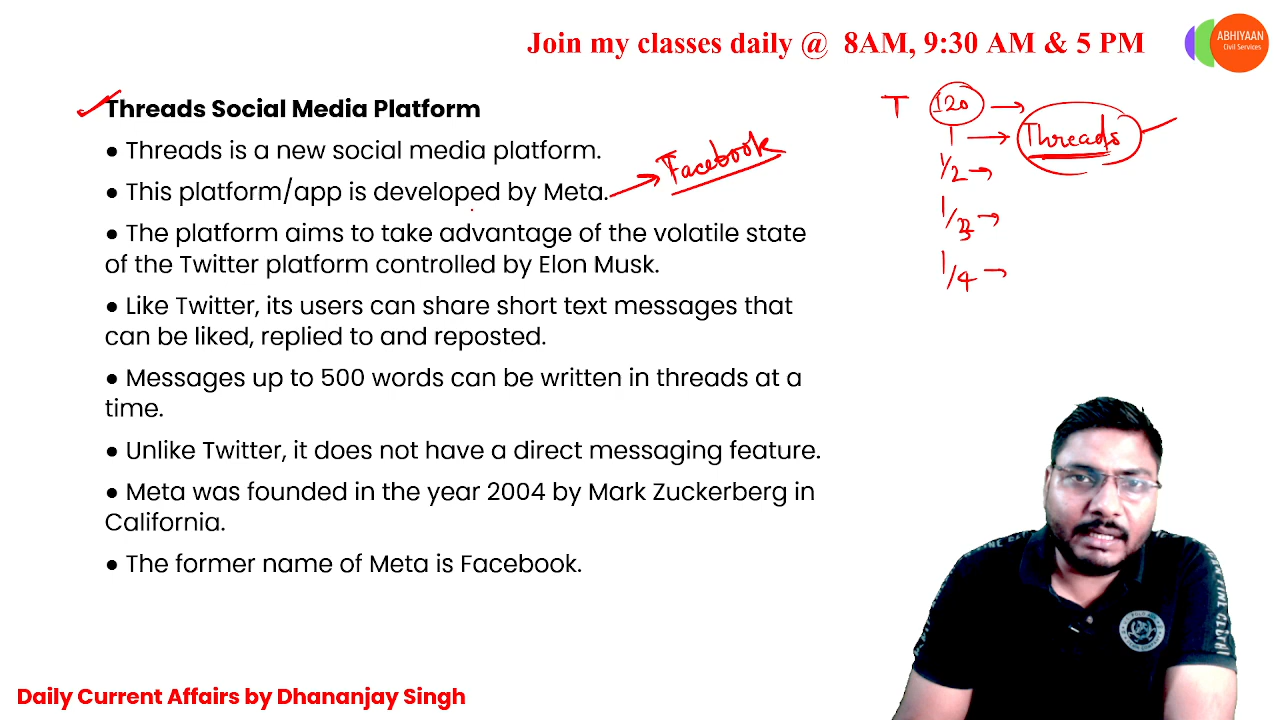 Join my classes daily @ 8AM, 9:30 AM & 5 PM
ABHIYAAN
Civil Services
Threads Social Media Platform
● Threads is a new social media platform.
● This platform/app is developed by Meta.
Facebook
● The platform aims to take advantage of the volatile state
of the Twitter platform controlled by Elon Musk.
● Like Twitter, its users can share short text messages that
can be liked, replied to and reposted.
● Messages up to 500 words can be written in threads at a
time.
● Unlike Twitter, it does not have a direct messaging feature.
● Meta was founded in the year 2004 by Mark Zuckerberg in
California.
● The former name of Meta is Facebook.
T 120 →
1 → Threads
1/2 →
1/3 →
1/4 →
Daily Current Affairs by Dhananjay Singh